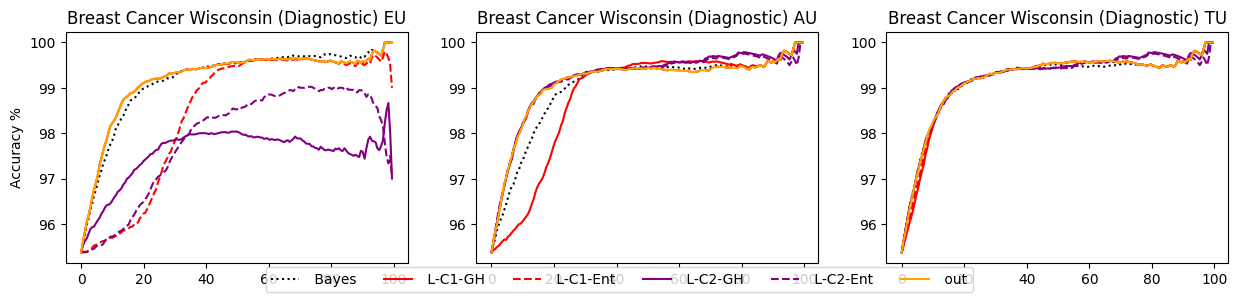 Breast Cancer Wisconsin (Diagnostic) EU
Breast Cancer Wisconsin (Diagnostic) AU
Breast Cancer Wisconsin (Diagnostic) TU
Accuracy %
100
99
98
97
96
0 20 40 60 80 100
100
99
98
97
96
0 20 40 60 80 100
100
99
98
97
96
0 20 40 60 80 100
Bayes L-C1-GH L-C1-Ent L-C2-GH L-C2-Ent out